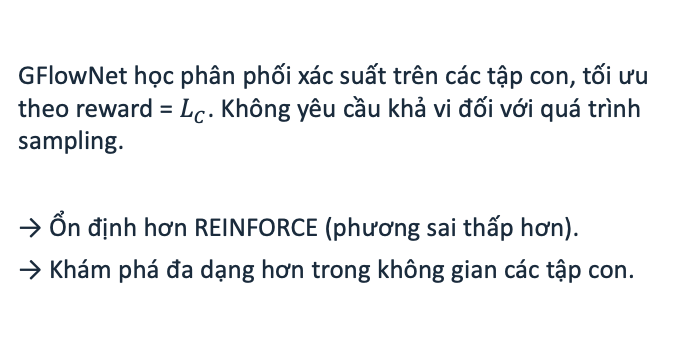 GFlowNet học phân phối xác suất trên các tập con, tối ưu
theo reward = L_C. Không yêu cầu khả vi đối với quá trình
sampling.
→ Ổn định hơn REINFORCE (phương sai thấp hơn).
→ Khám phá đa dạng hơn trong không gian các tập con.